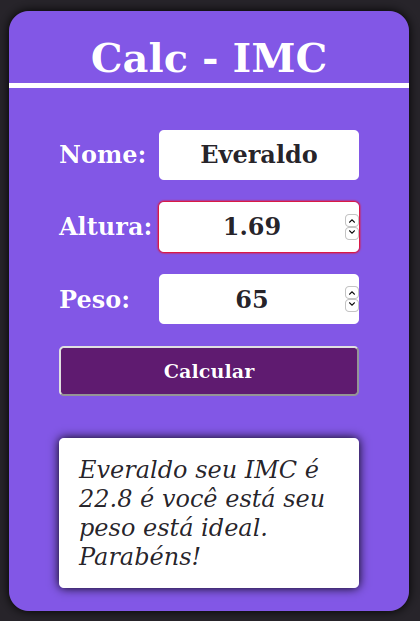 Calc - IMC
Nome: Everaldo
Altura: 1.69
Peso: 65
Calcular
Everaldo seu IMC é
22.8 é você está seu
peso está ideal.
Parabéns!